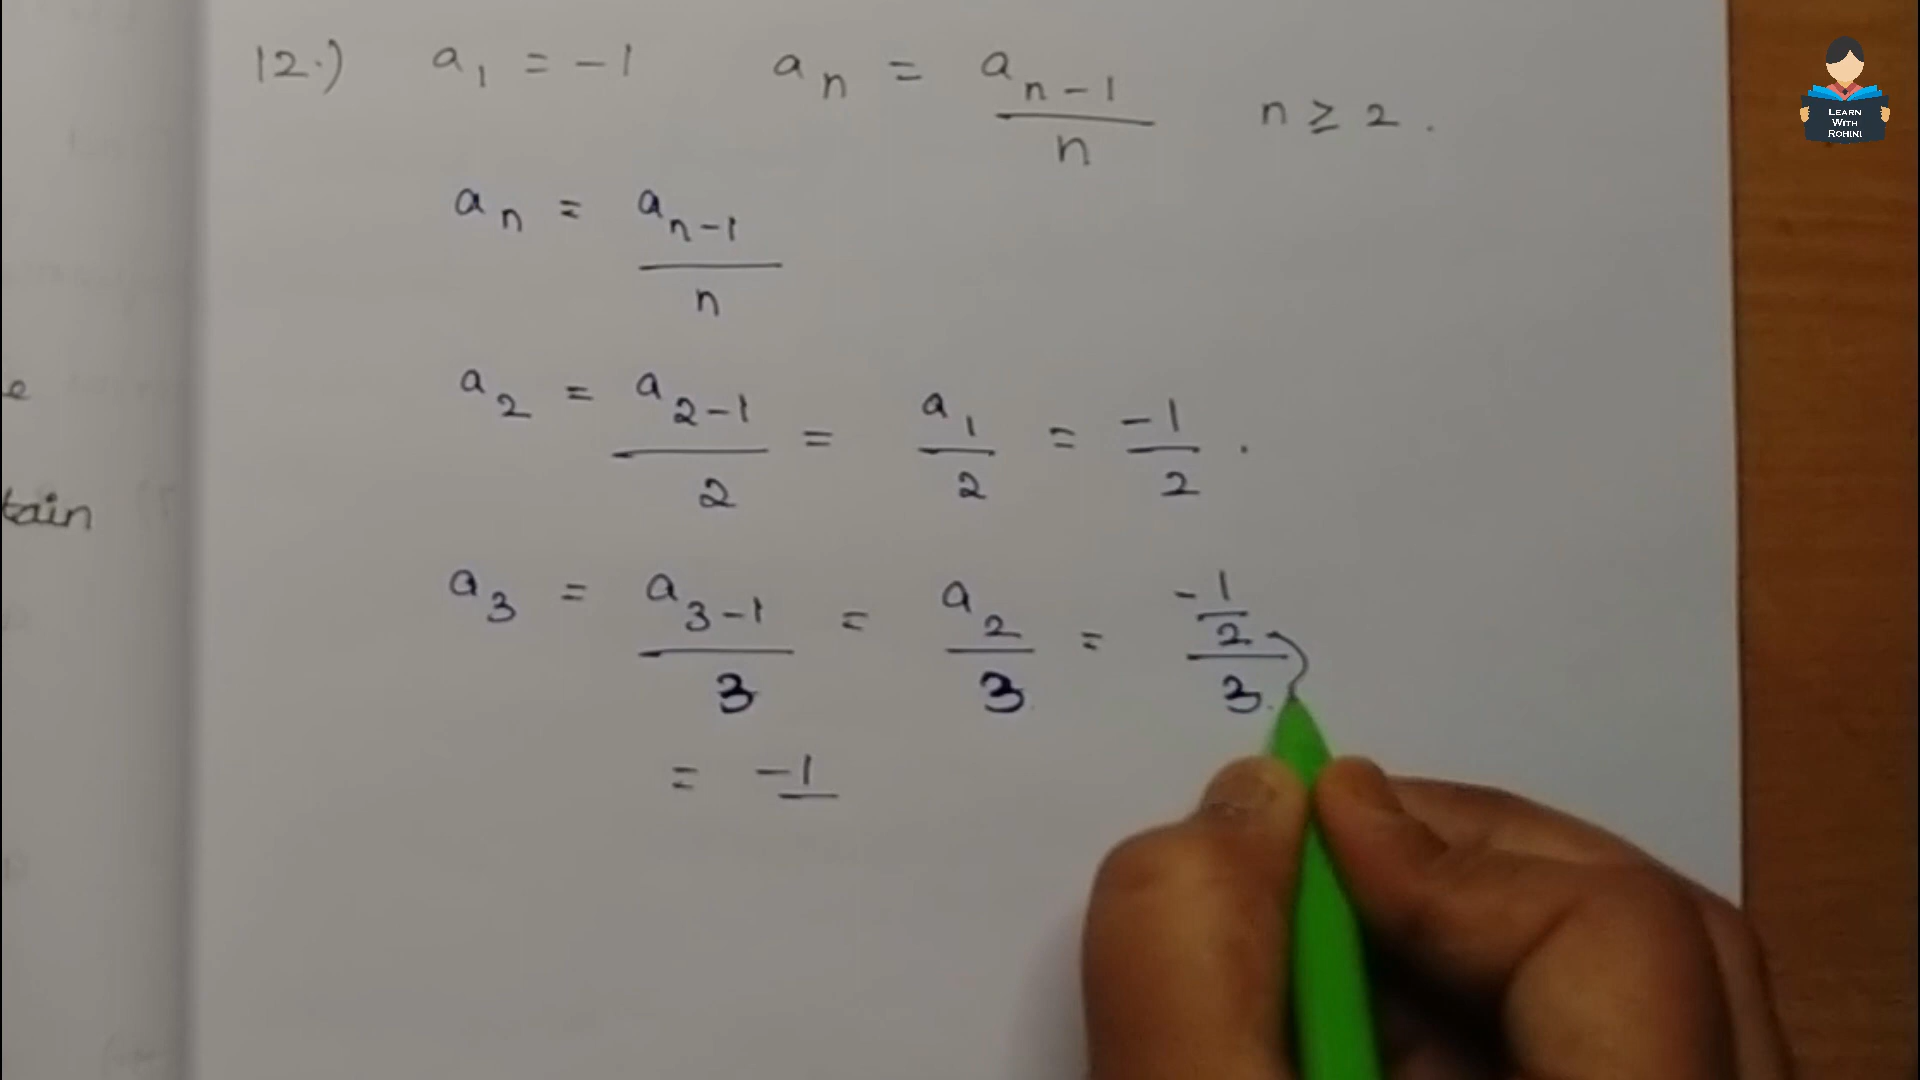 12.) a₁ = -1 aₙ = aₙ₋₁/n n ≥ 2.
aₙ = aₙ₋₁/n
a₂ = a₂₋₁/2 = a₁/2 = -1/2.
a₃ = a₃₋₁/3 = a₂/3 = -1/2/3
= -1
e
tain
LEARN
WITH
ROHINI